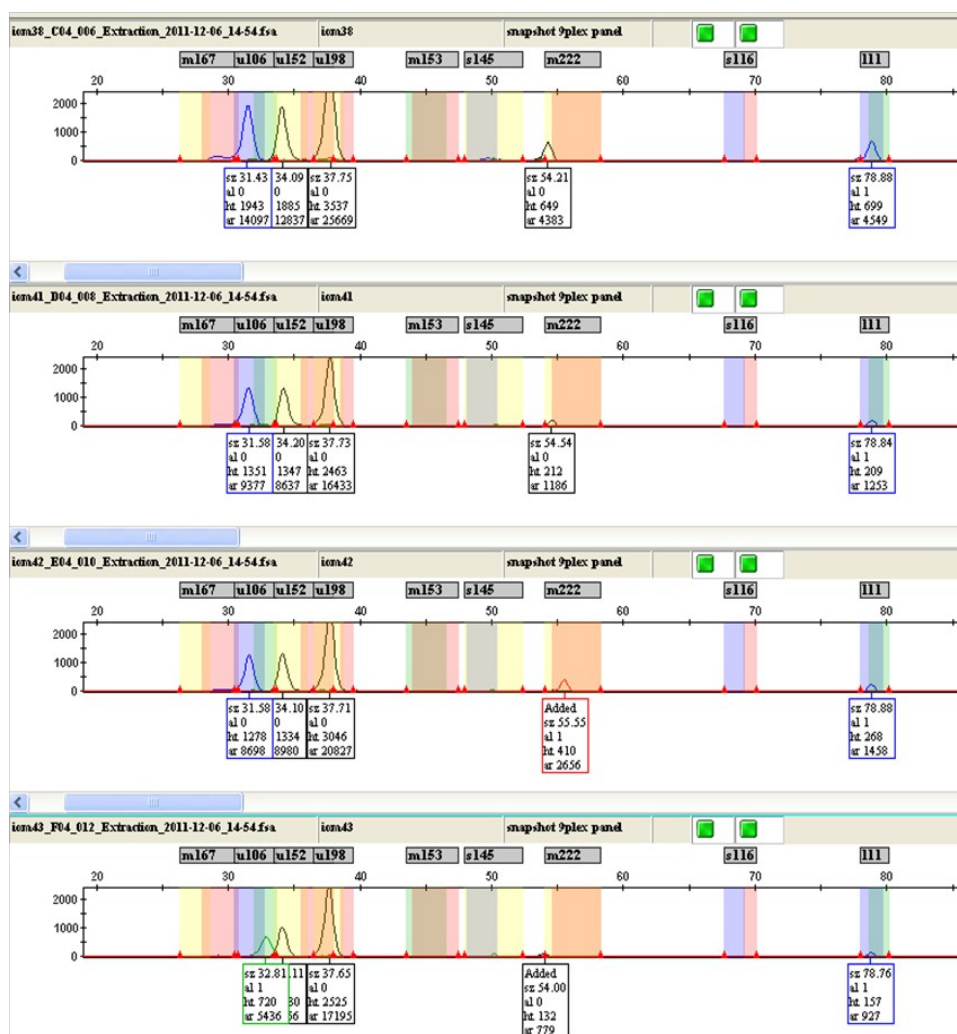 iom38_C04_006_Extraction_2011-12-06_14-54.fsa iom38 snapshot 9plex panel
m167 u106 u152 u198 m153 s145 m222 s116 l11
20 30 40 50 60 70 80
2000
1000
0
sz 31.43 34.09 sz 37.75 sz 54.21 sz 78.88
al 0 0 al 0 al 0 al 1
ht 1943 1885 ht 3537 ht 649 ht 699
ar 14097 12837 ar 25669 ar 4383 ar 4549
iom41_D04_008_Extraction_2011-12-06_14-54.fsa iom41 snapshot 9plex panel
m167 u106 u152 u198 m153 s145 m222 s116 l11
20 30 40 50 60 70 80
2000
1000
0
sz 31.58 34.20 sz 37.73 sz 54.54 sz 78.84
al 0 0 al 0 al 0 al 1
ht 1351 1347 ht 2463 ht 212 ht 209
ar 9377 8637 ar 16433 ar 1186 ar 1253
iom42_E04_010_Extraction_2011-12-06_14-54.fsa iom42 snapshot 9plex panel
m167 u106 u152 u198 m153 s145 m222 s116 l11
20 30 40 50 60 70 80
2000
1000
0
sz 31.58 34.10 sz 37.71 Added sz 78.88
al 0 0 al 0 sz 55.55 al 1
ht 1278 1334 ht 3046 al 1 ht 268
ar 8698 8980 ar 20827 ht 410 ar 1458
ar 2656
iom43_F04_012_Extraction_2011-12-06_14-54.fsa iom43 snapshot 9plex panel
m167 u106 u152 u198 m153 s145 m222 s116 l11
20 30 40 50 60 70 80
2000
1000
0
sz 32.81 .11 sz 37.65 Added sz 78.76
al 1 al 0 sz 54.00 al 1
ht 720 30 ht 2525 al 0 ht 157
ar 5436 56 ar 17195 ht 132 ar 927
ar 779